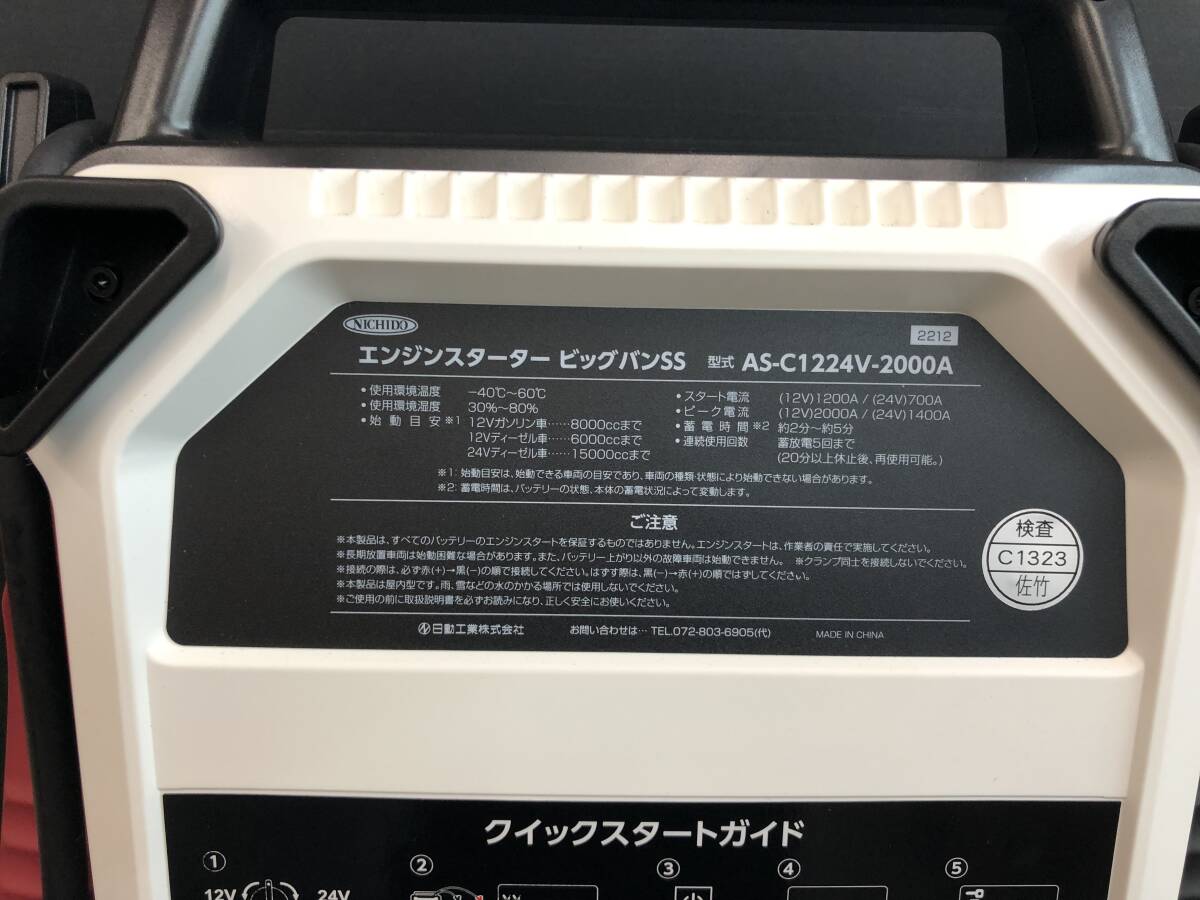 NICHIDO
2212
エンジンスターター ビッグバンSS 型式 AS-C1224V-2000A
・使用環境温度 -40℃~60℃
・使用環境湿度 30%~80%
・始動目安※1 12Vガソリン車……8000ccまで
12Vディーゼル車……6000ccまで
24Vディーゼル車……15000ccまで
・スタート電流 (12V)1200A / (24V)700A
・ピーク電流 (12V)2000A / (24V)1400A
・蓄電時間※2 約2分~約5分
・連続使用回数 蓄放電5回まで
(20分以上休止後、再使用可能。)
※1: 始動目安は、始動できる車両の目安であり、車両の種類・状態により始動できない場合があります。
※2: 蓄電時間は、バッテリーの状態、本体の蓄電状況によって変動します。
ご注意
※本製品は、すべてのバッテリーのエンジンスタートを保証するものではありません。エンジンスタートは、作業者の責任で実施してください。
※長期放置車両は始動困難な場合があります。また、バッテリー上がり以外の故障車両は始動できません。 ※クランプ同士を接続しないでください。
※接続の際は、必ず赤(+)→黒(-)の順で接続してください。はずす際は、黒(-)→赤(+)の順ではずしてください。
※本製品は屋内型です。雨、雪などの水のかかる場所では使用しないでください。
※ご使用の前に取扱説明書を必ずお読みになり、正しく安全にお使いください。
日動工業株式会社 お問い合わせは… TEL.072-803-6905(代) MADE IN CHINA
検査
C1323
佐竹
クイックスタートガイド
① ② ③ ④ ⑤
12V 24V